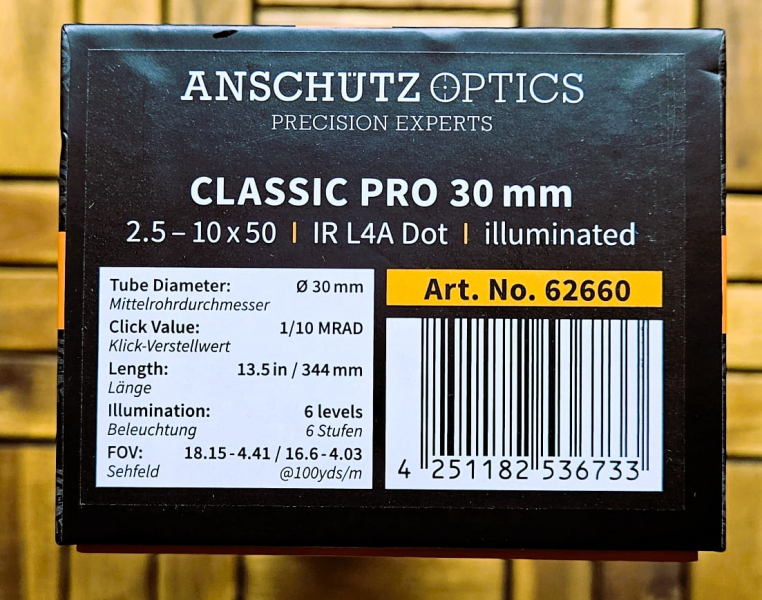 ANSCHÜTZ OPTICS
PRECISION EXPERTS
CLASSIC PRO 30 mm
2.5 – 10 x 50 | IR L4A Dot | illuminated
Tube Diameter: Ø 30 mm
Mittelrohrdurchmesser
Click Value: 1/10 MRAD
Klick-Verstellwert
Length: 13.5 in / 344 mm
Länge
Illumination: 6 levels
Beleuchtung 6 Stufen
FOV: 18.15 - 4.41 / 16.6 - 4.03
Sehfeld @100yds/m
Art. No. 62660
4 251182 536733